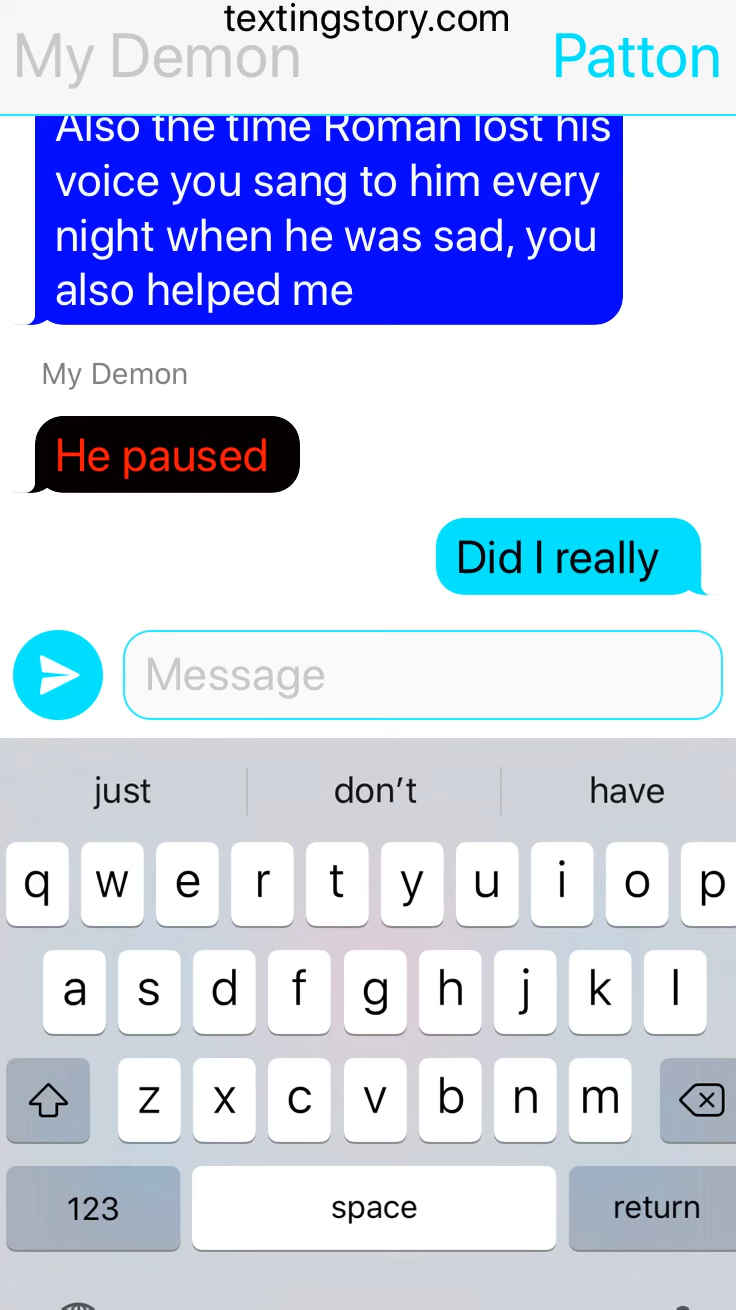 textingstory.com
My Demon
Patton
Also the time Roman lost his
voice you sang to him every
night when he was sad, you
also helped me
My Demon
He paused
Did I really
Message
just don’t have
q w e r t y u i o p
a s d f g h j k l
z x c v b n m
123 space return